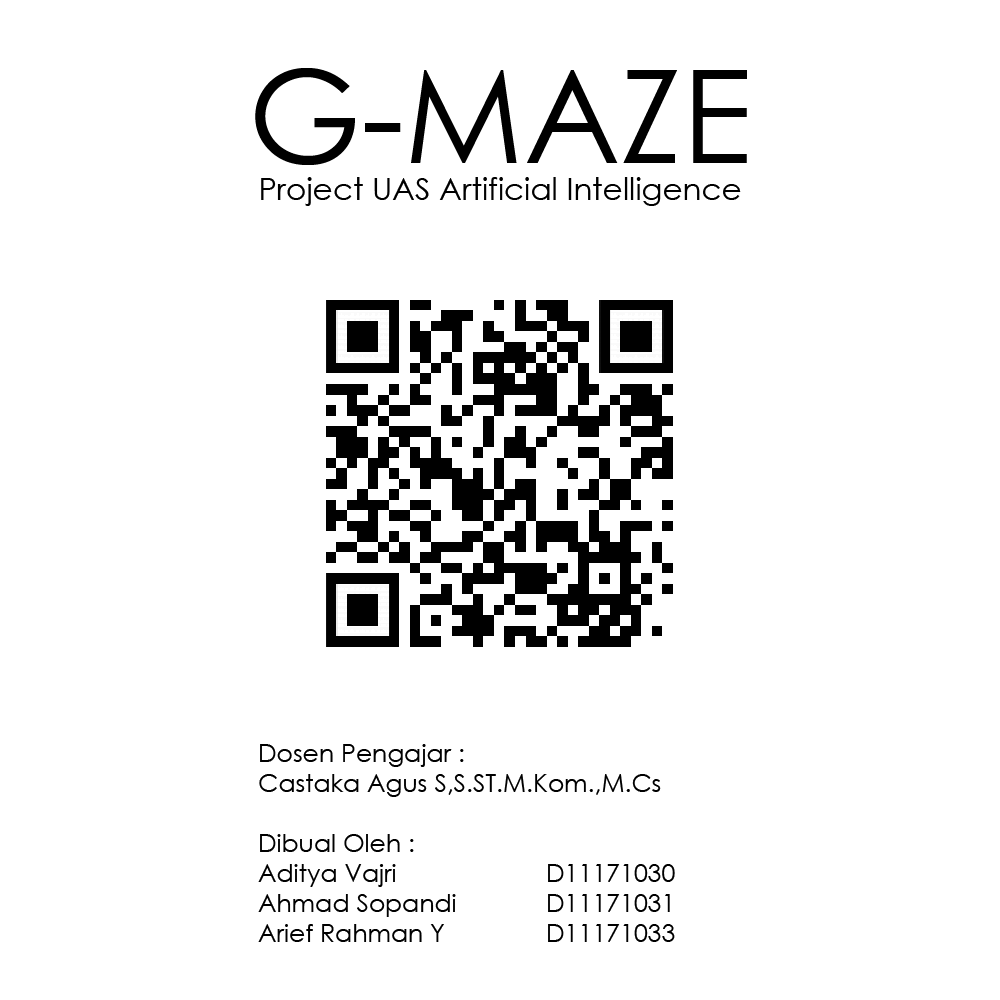 G-MAZE
Project UAS Artificial Intelligence
Dosen Pengajar :
Castaka Agus S,S.ST.M.Kom.,M.Cs
Dibual Oleh :
Aditya Vajri D11171030
Ahmad Sopandi D11171031
Arief Rahman Y D11171033